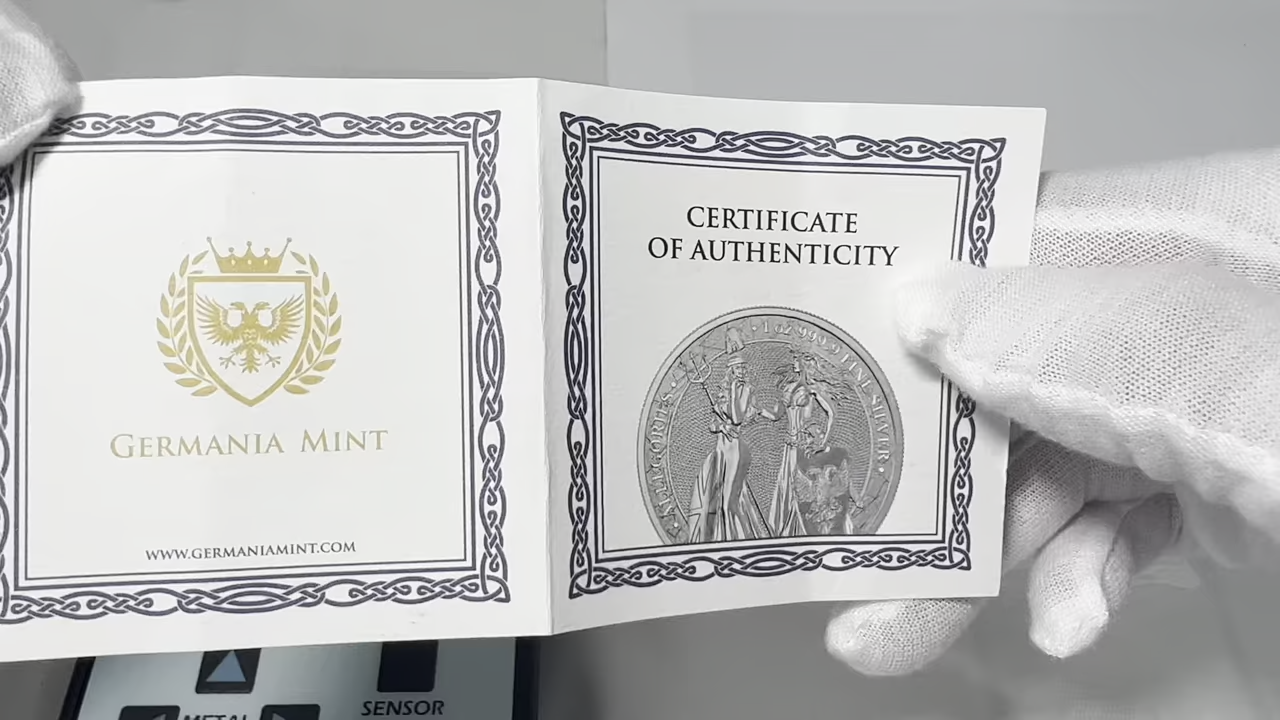 GERMANIA MINT
WWW.GERMANIAMINT.COM
CERTIFICATE
OF AUTHENTICITY
ALLEGORIES • 1 oz 999.9 FINE SILVER •
METAL
SENSOR